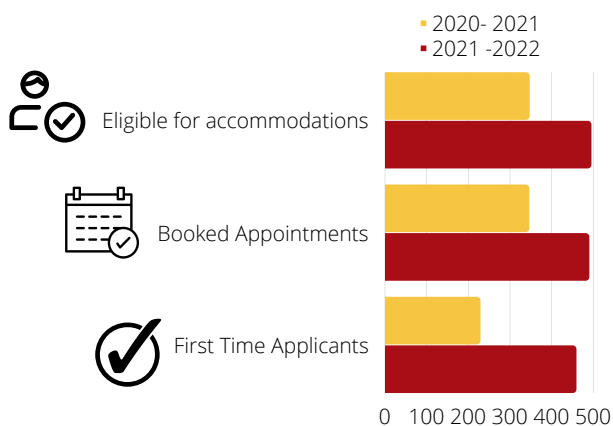 2020- 2021
2021 -2022
Eligible for accommodations
Booked Appointments
First Time Applicants
0 100 200 300 400 500